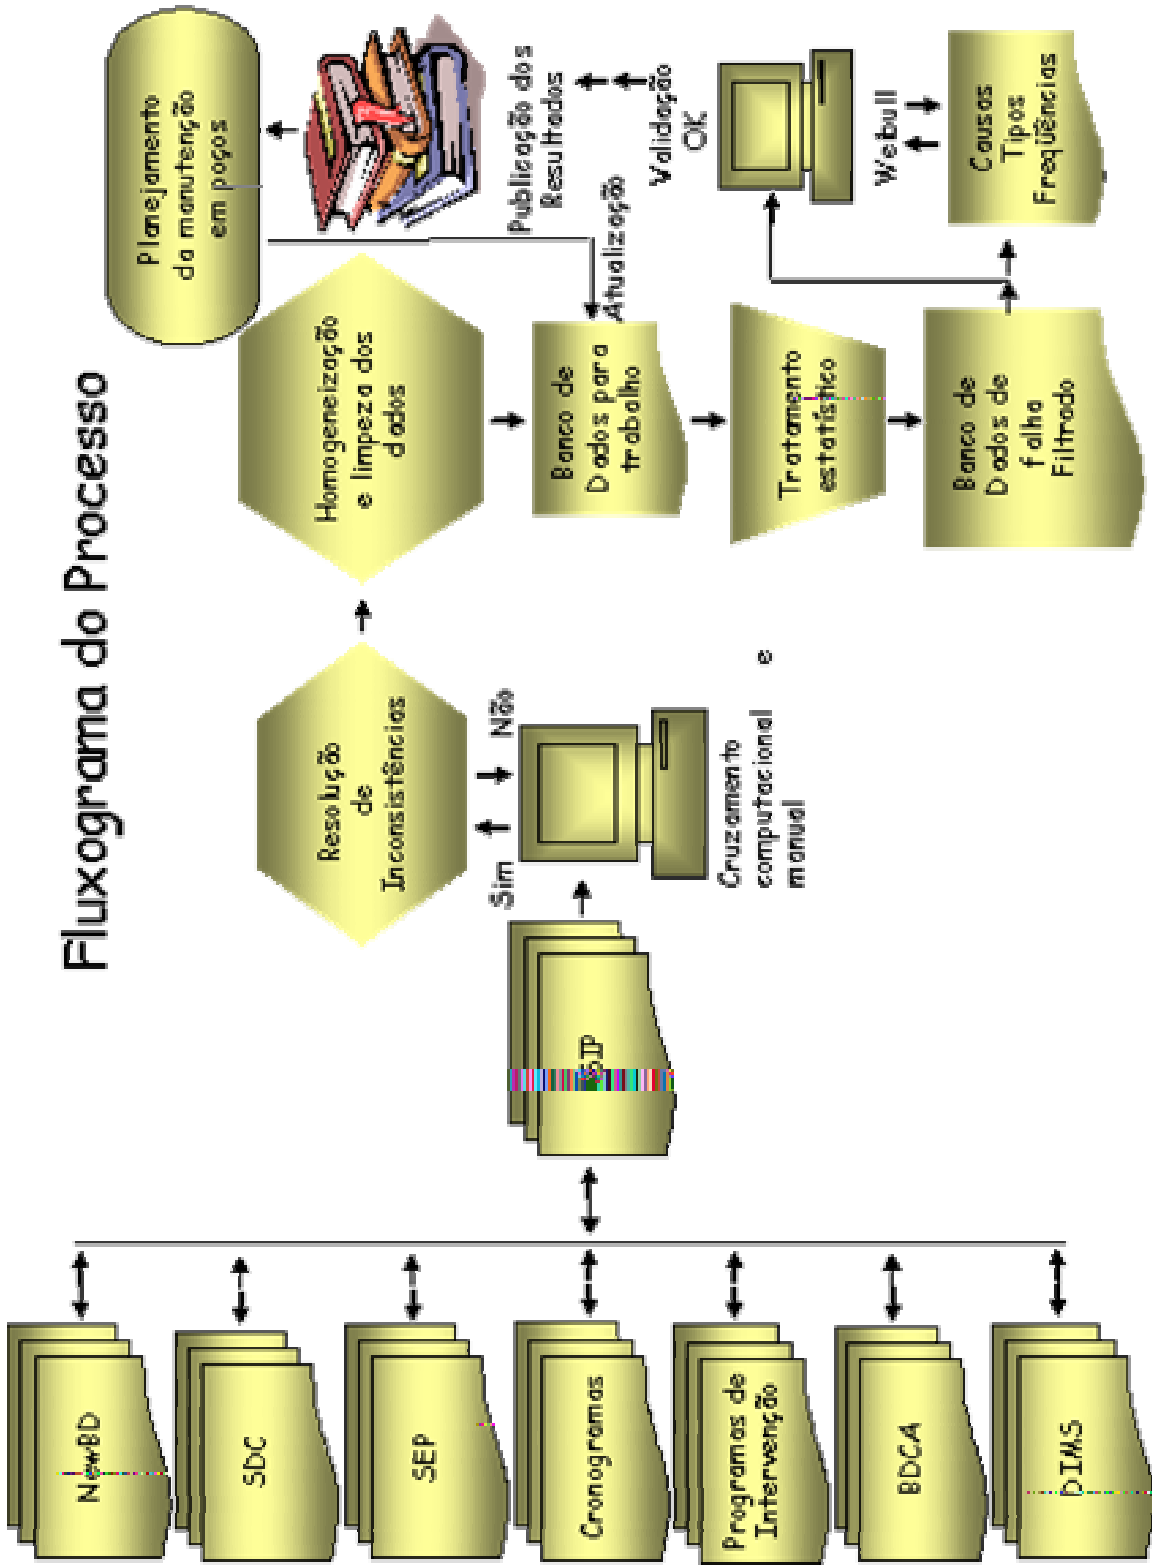 Fluxograma do Processo
NewBD
SDC
SEP
Cronogramas
Programas de
Intervenção
BDCA
DIMS
SIP
Resolução
de
Inconsistências
Sim
Não
Cruzamento
computacional e
manual
Homogeneização
e limpeza dos
dados
Banco de
Dados para
trabalho
Tratamento
estatístico
Banco de
Dados de
falha
Filtrado
Planejamento
da manutenção
em poços
Publicação dos
Resultados
Atualização
Validação
OK
Webull
Causas
Tipos
Freqüências